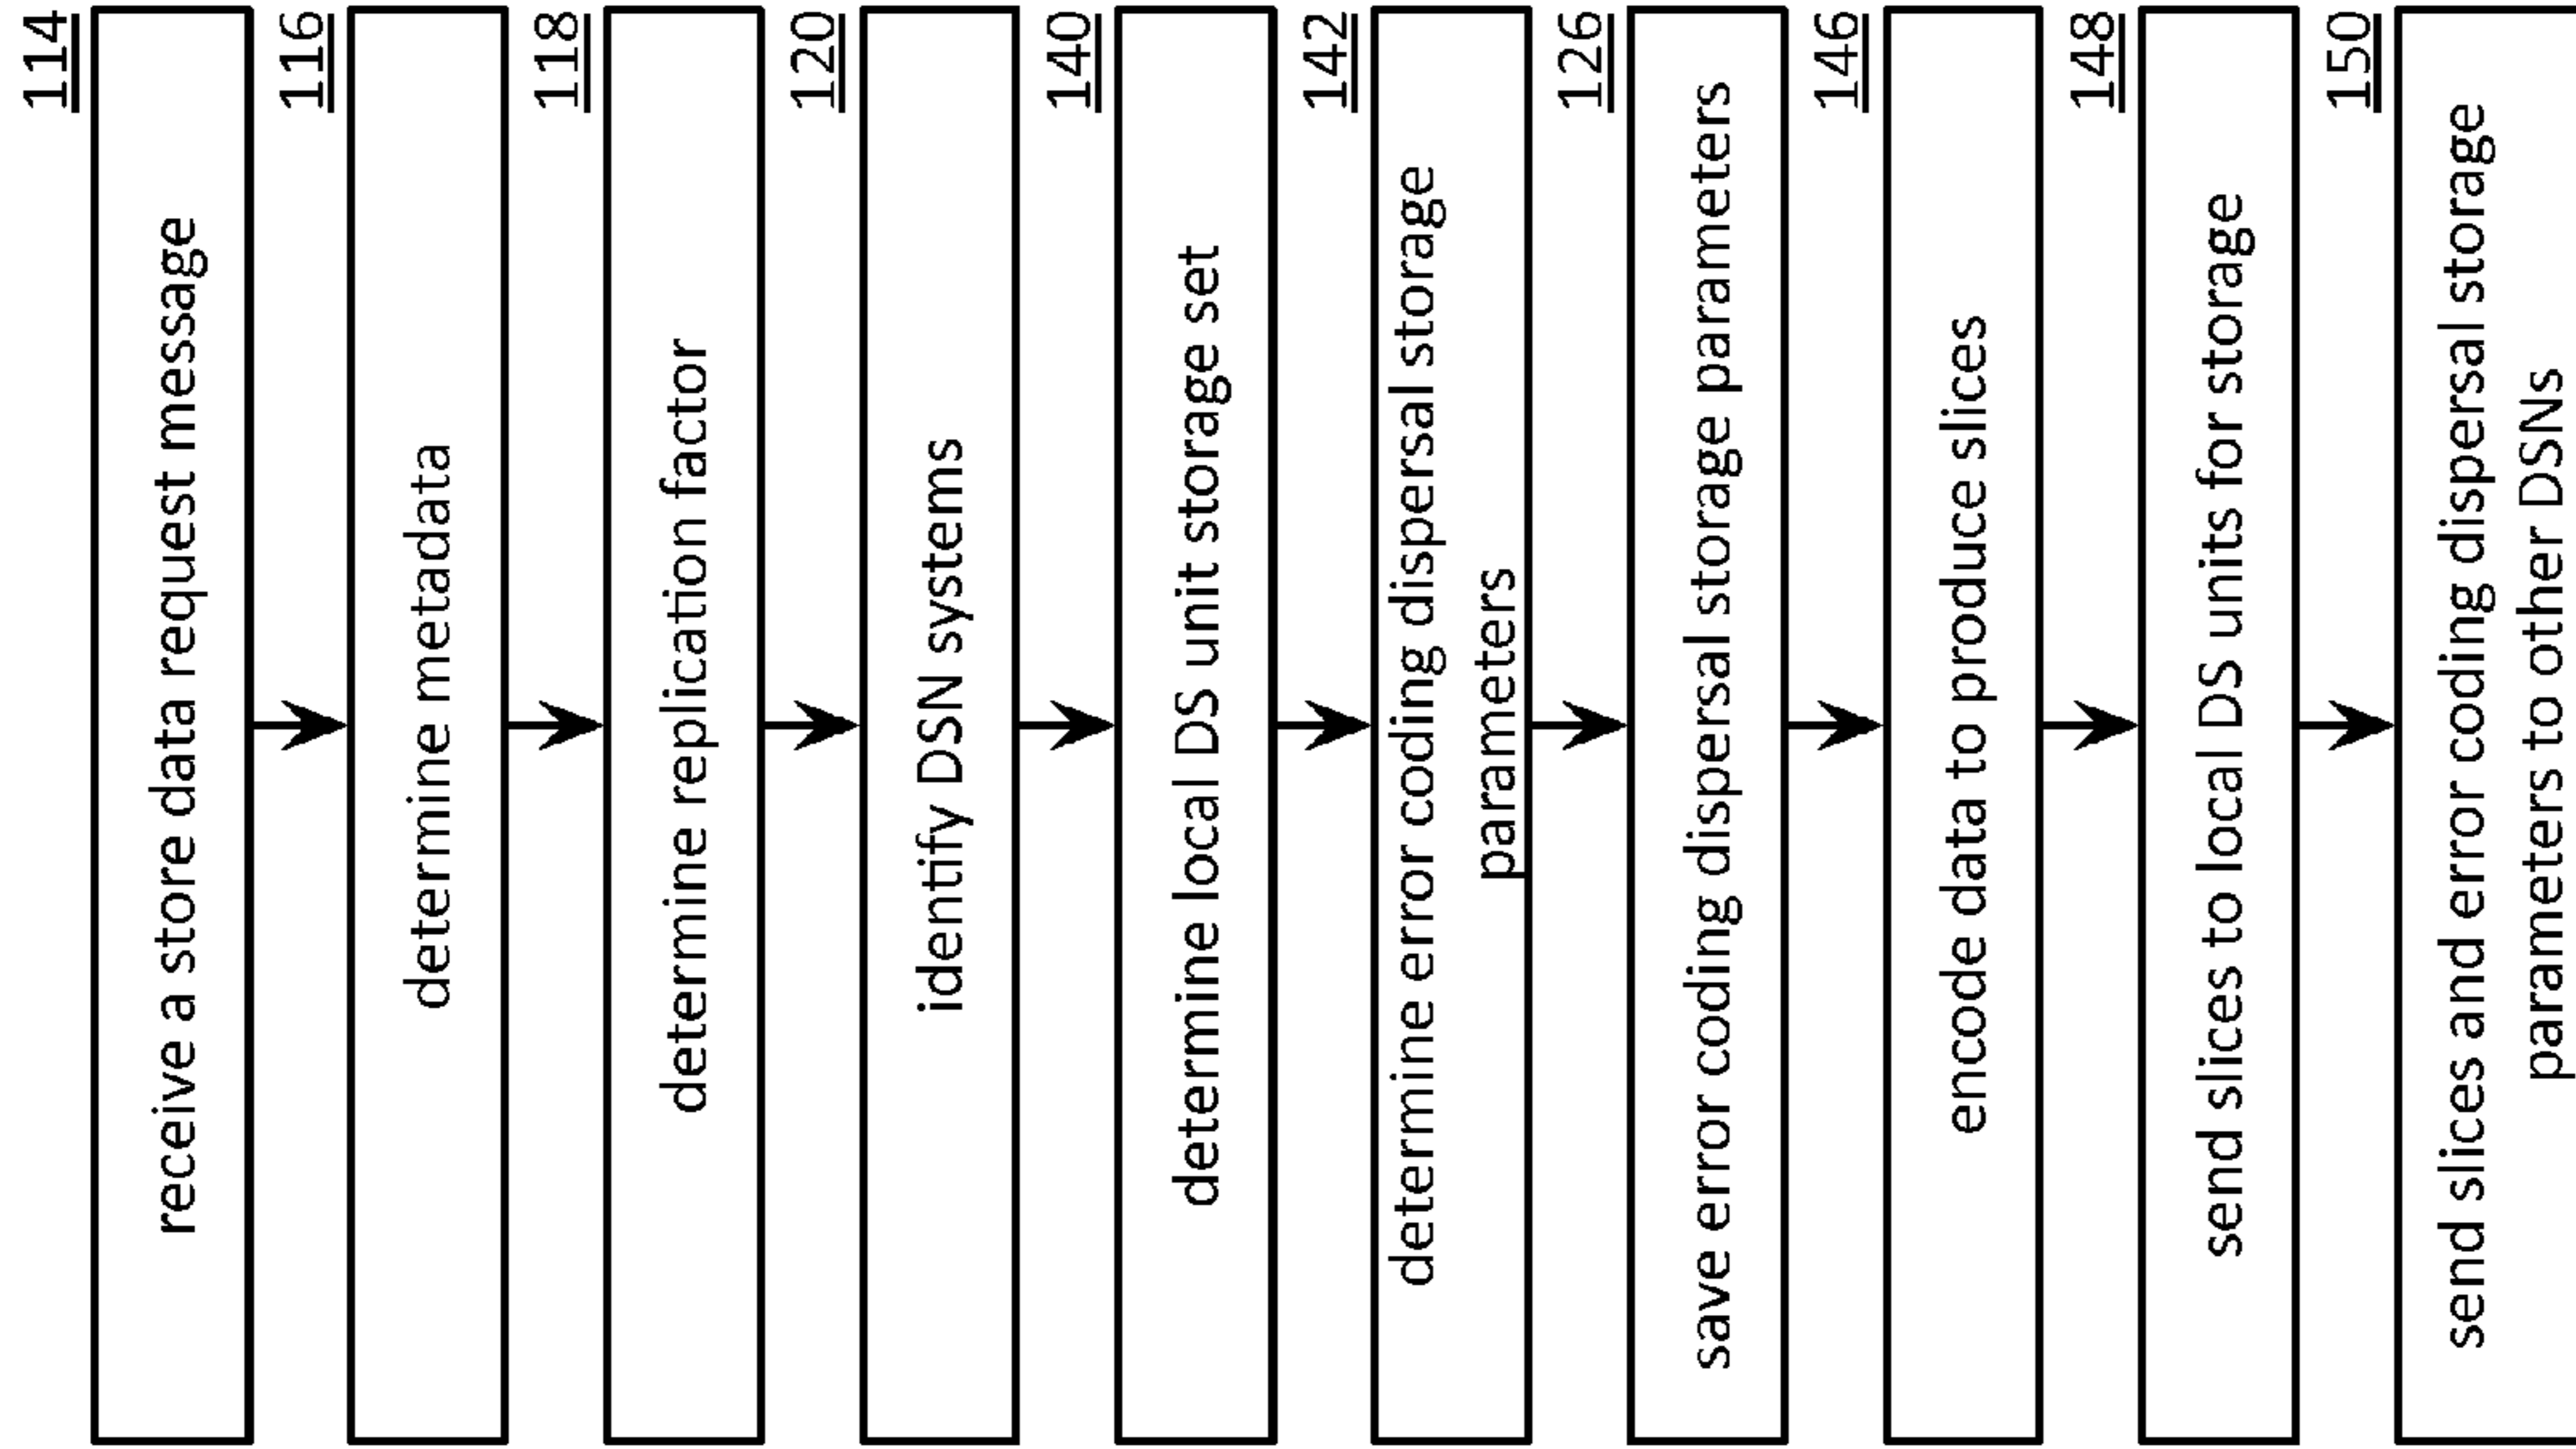 114
receive a store data request message
116
determine metadata
118
determine replication factor
120
identify DSN systems
140
determine local DS unit storage set
142
determine error coding dispersal storage
parameters
126
save error coding dispersal storage parameters
146
encode data to produce slices
148
send slices to local DS units for storage
150
send slices and error coding dispersal storage
parameters to other DSNs